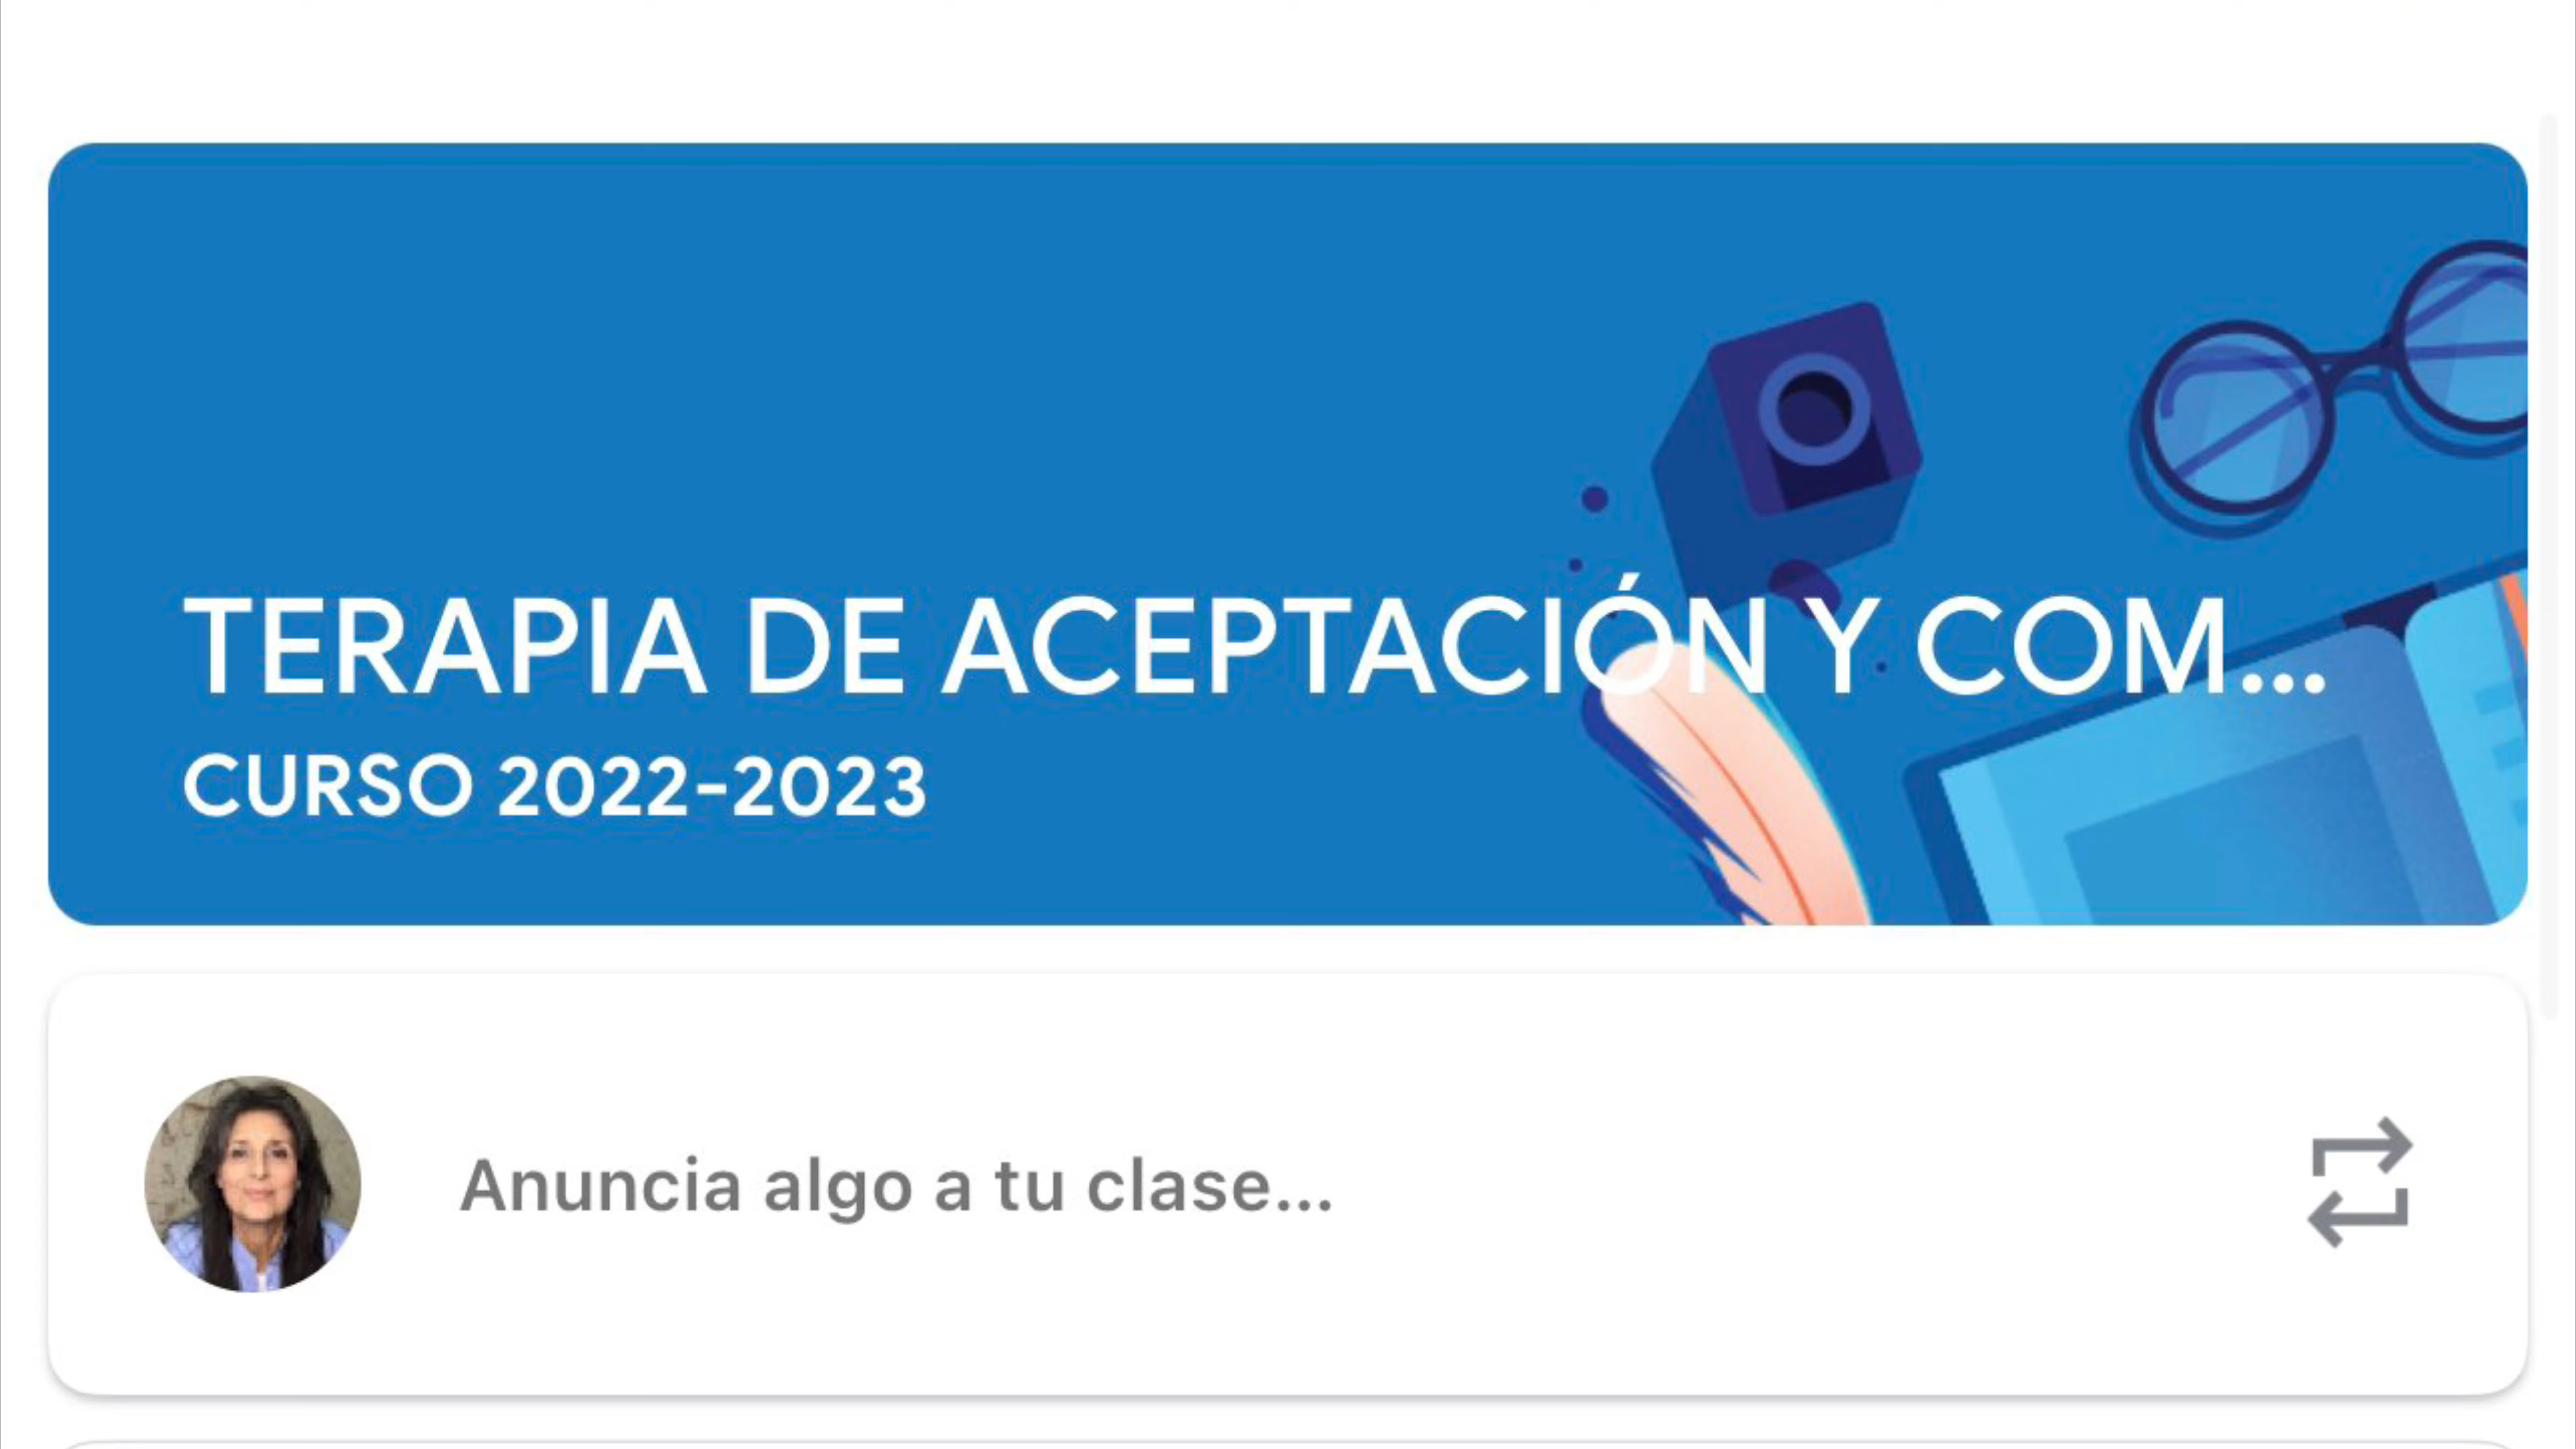 TERAPIA DE ACEPTACIÓN Y COM...
CURSO 2022-2023
Anuncia algo a tu clase...